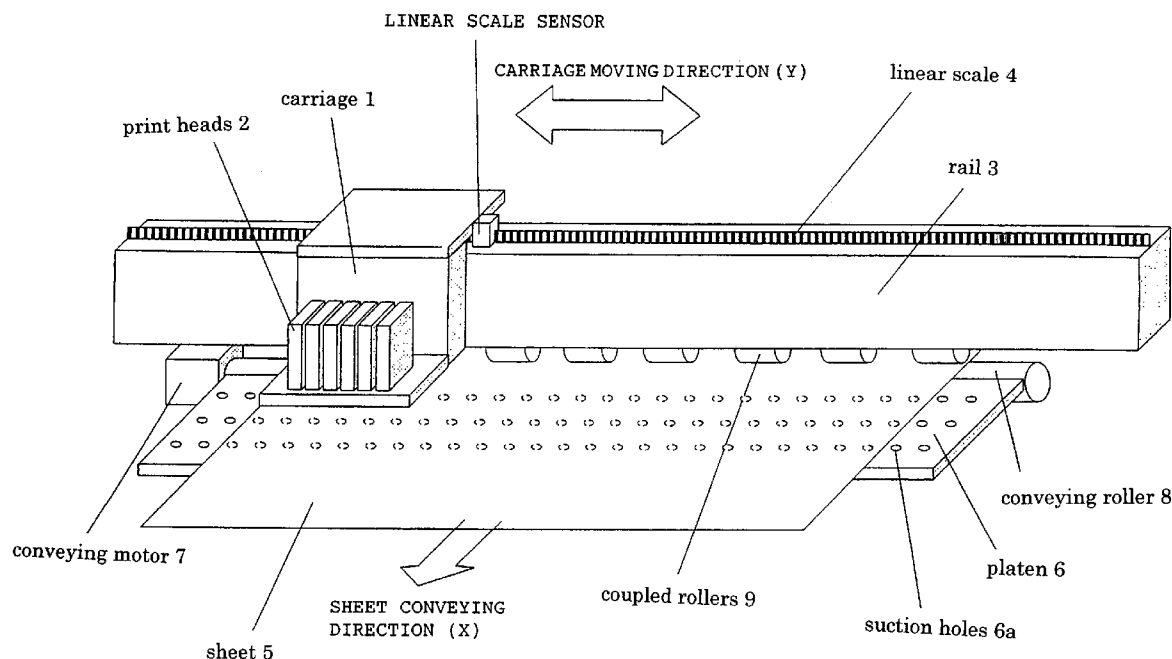 LINEAR SCALE SENSOR
CARRIAGE MOVING DIRECTION (Y)
linear scale 4
carriage 1
print heads 2
rail 3
conveying roller 8
conveying motor 7
platen 6
coupled rollers 9
SHEET CONVEYING
DIRECTION (X)
suction holes 6a
sheet 5